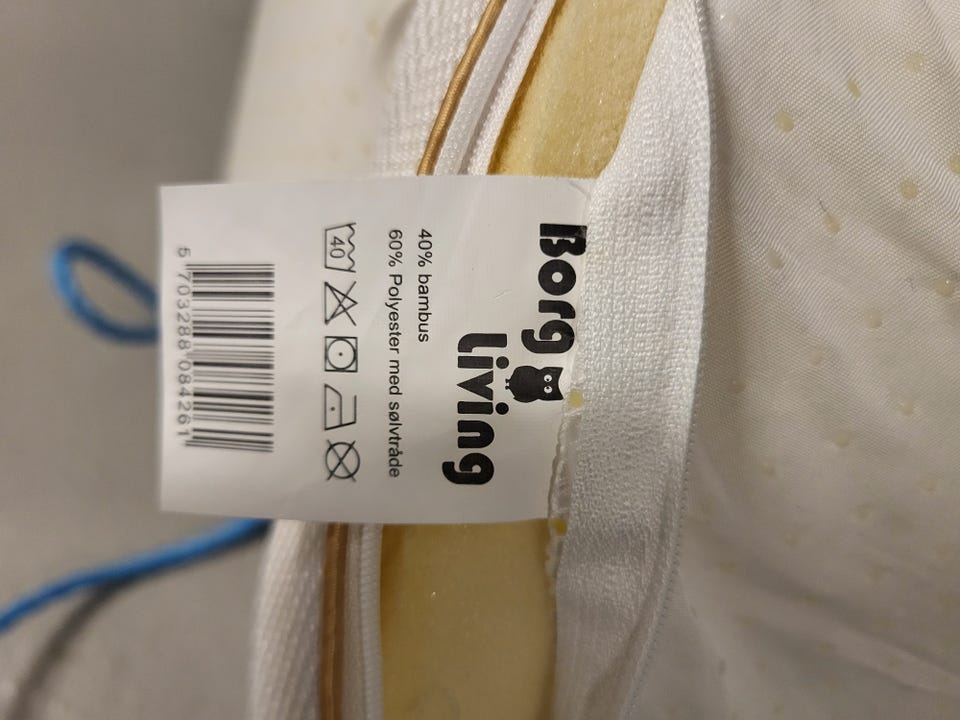 Borg
living
40% bambus
60% Polyester med sølvtråde
40
5 703288 084261